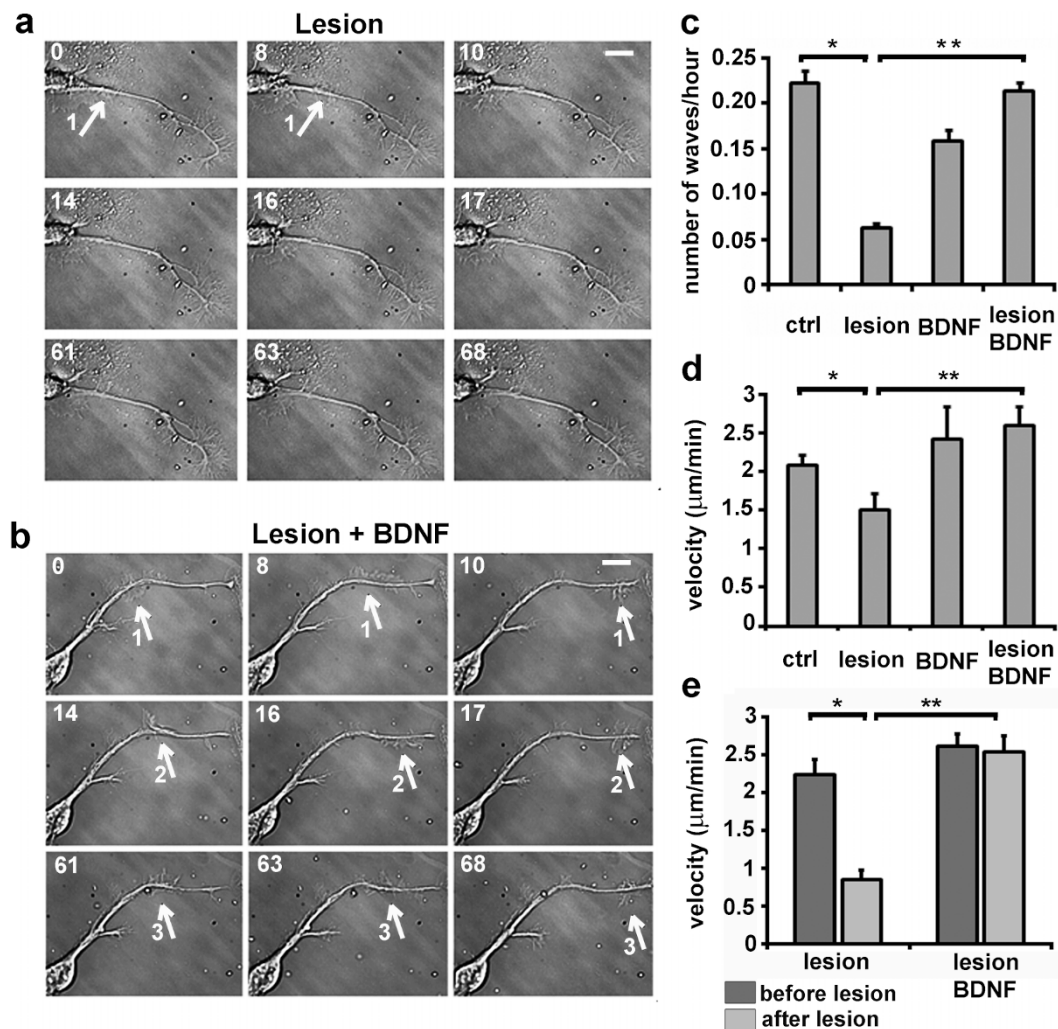 a
Lesion
0
8
10
1
1
14
16
17
61
63
68
b
Lesion + BDNF
0
8
10
1
1
1
14
16
17
2
2
2
61
63
68
3
3
3
c
number of waves/hour
0.25
0.20
0.15
0.10
0.05
0
*
**
ctrl
lesion
BDNF
lesion
BDNF
d
velocity (µm/min)
3
2.5
2
1.5
1
0.5
0
*
**
ctrl
lesion
BDNF
lesion
BDNF
e
velocity (µm/min)
0
2.5
2
1.5
1
0.5
0
*
**
lesion
lesion
BDNF
before lesion
after lesion